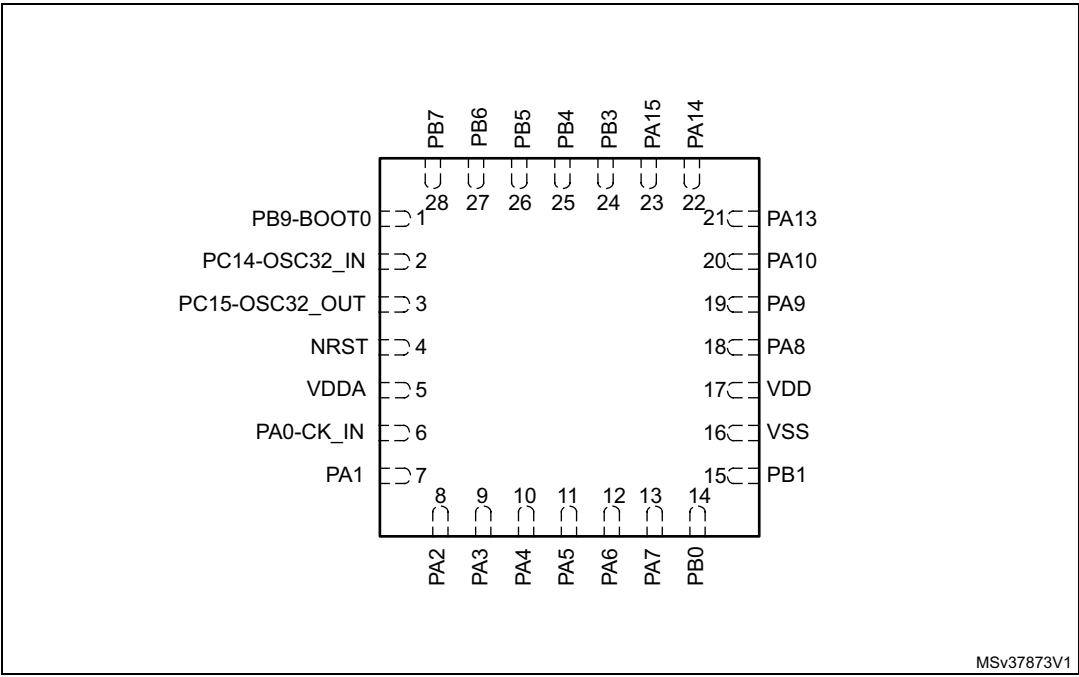 PB7 PB6 PB5 PB4 PB3 PA15 PA14
28 27 26 25 24 23 22
PB9-BOOT0 1 21 PA13
PC14-OSC32_IN 2 20 PA10
PC15-OSC32_OUT 3 19 PA9
NRST 4 18 PA8
VDDA 5 17 VDD
PA0-CK_IN 6 16 VSS
PA1 7 15 PB1
8 9 10 11 12 13 14
PA2 PA3 PA4 PA5 PA6 PA7 PB0
MSv37873V1